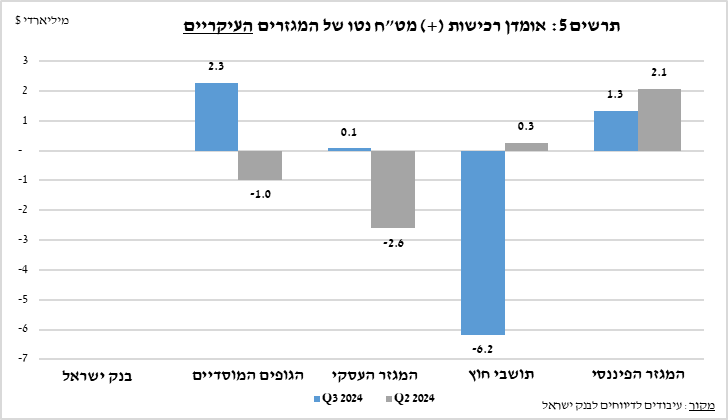 תרשים 5: אומדן רכישות (+) מט"ח נטו של המגזרים העיקריים
מיליארדי $
3
2
1
-
-1
-2
-3
-4
-5
-6
-7
2.3
-1.0
0.1
-2.6
-6.2
0.3
1.3
2.1
בנק ישראל
הגופים המוסדיים
המגזר העסקי
תושבי חוץ
המגזר הפיננסי
Q3 2024
Q2 2024
מקור: עיבודים לדיווחים לבנק ישראל